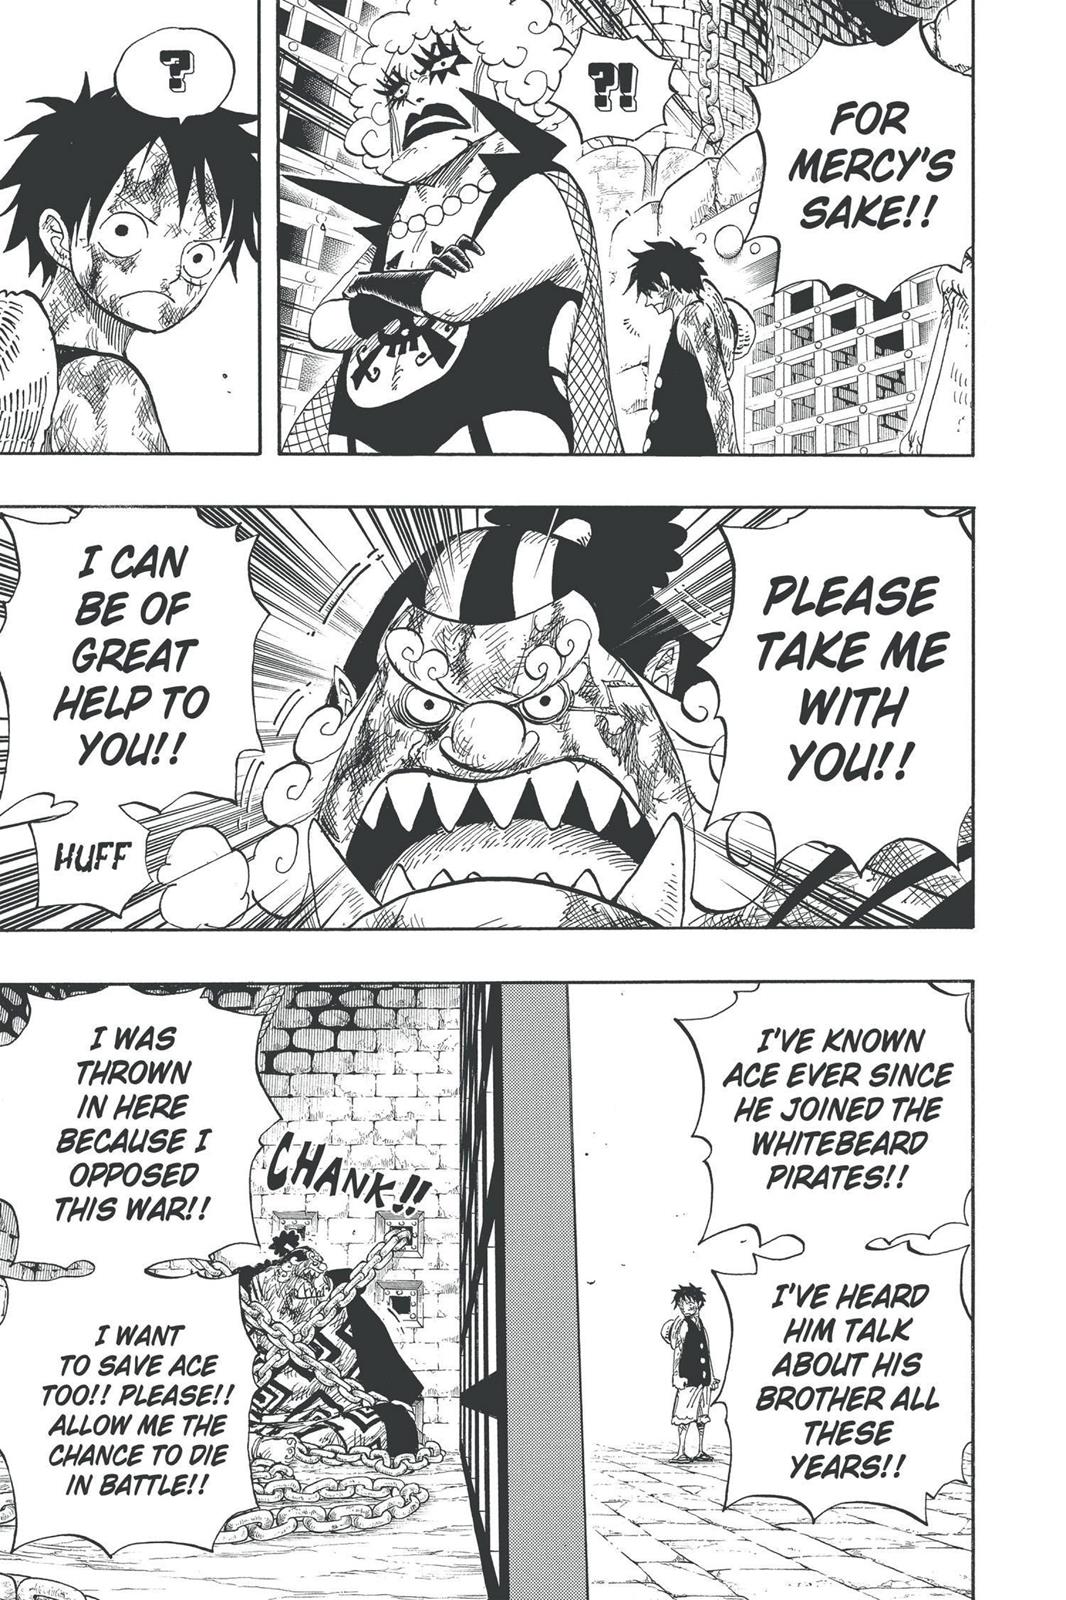 FOR
MERCY'S
SAKE!!
?!
?
PLEASE
TAKE ME
WITH
YOU!!
I CAN
BE OF
GREAT
HELP TO
YOU!!
HUFF
I'VE KNOWN
ACE EVER SINCE
HE JOINED THE
WHITEBEARD
PIRATES!!
I'VE HEARD
HIM TALK
ABOUT HIS
BROTHER ALL
THESE
YEARS!!
I WAS
THROWN
IN HERE
BECAUSE I
OPPOSED
THIS WAR!!
CHANK!!
I WANT
TO SAVE ACE
TOO!! PLEASE!!
ALLOW ME THE
CHANCE TO DIE
IN BATTLE!!